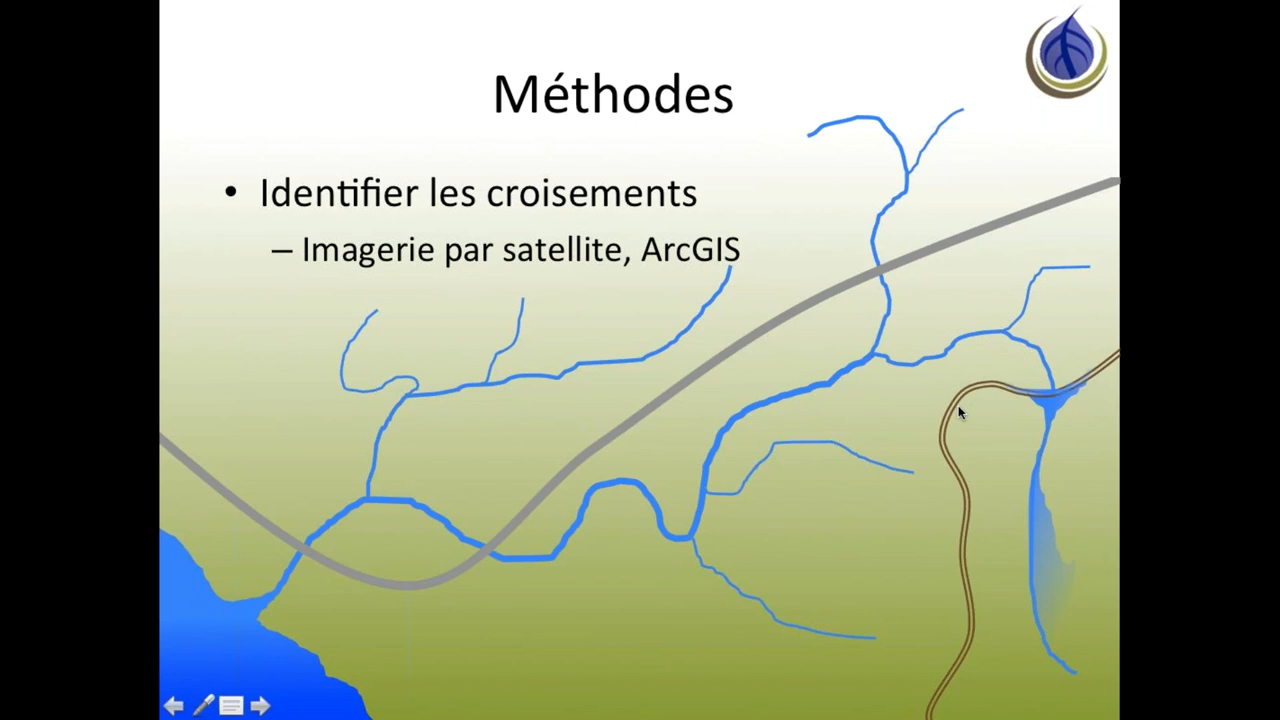 Méthodes
• Identifier les croisements
– Imagerie par satellite, ArcGIS